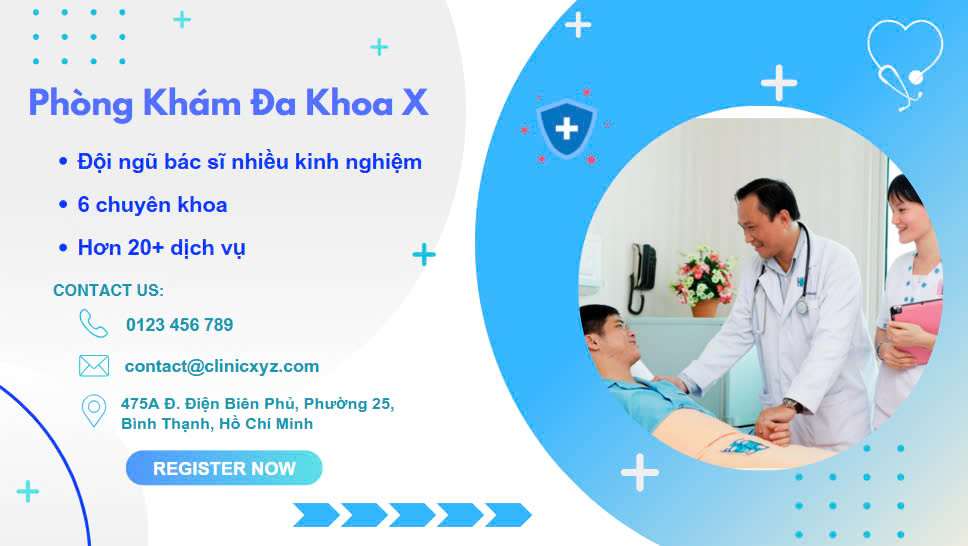 Phòng Khám Đa Khoa X
• Đội ngũ bác sĩ nhiều kinh nghiệm
• 6 chuyên khoa
• Hơn 20+ dịch vụ
CONTACT US:
0123 456 789
contact@clinicxyz.com
475A Đ. Điện Biên Phủ, Phường 25,
Bình Thạnh, Hồ Chí Minh
REGISTER NOW